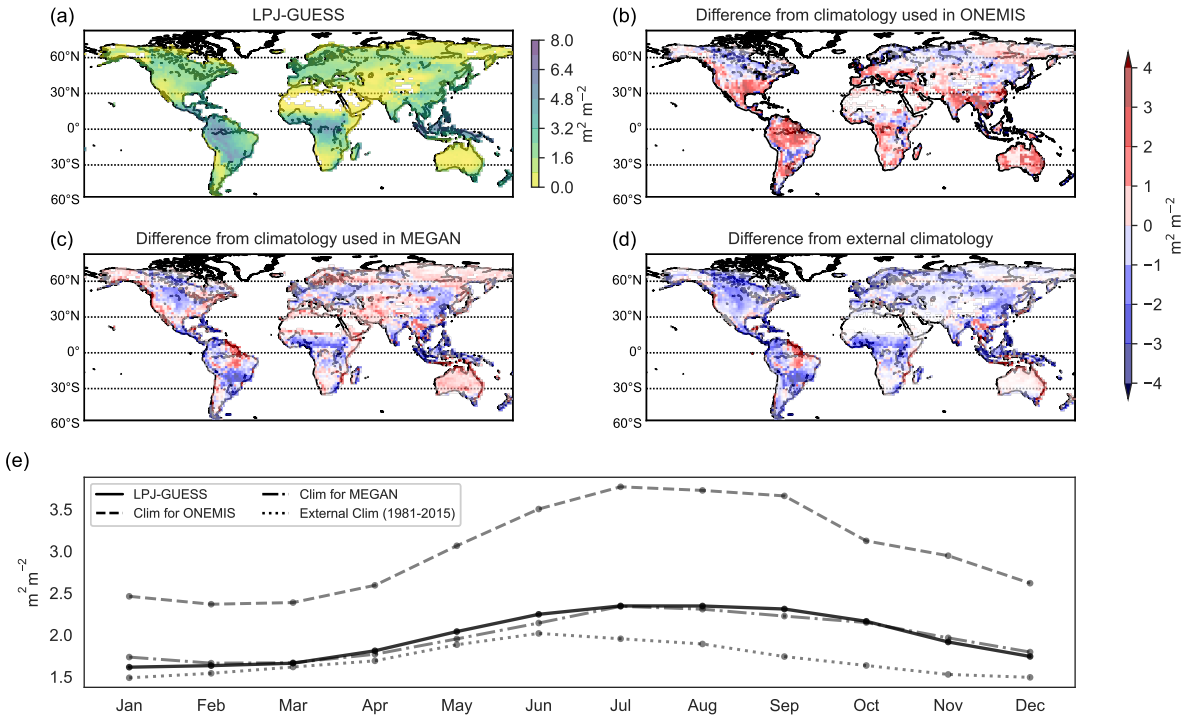 (a) LPJ-GUESS
60°N
30°N
0°
30°S
60°S
8.0
6.4
4.8
3.2
1.6
0.0
m² m⁻²
(b) Difference from climatology used in ONEMIS
60°N
30°N
0°
30°S
60°S
(c) Difference from climatology used in MEGAN
60°N
30°N
0°
30°S
60°S
(d) Difference from external climatology
60°N
30°N
0°
30°S
60°S
4
3
2
1
0
−1
−2
−3
−4
m² m⁻²
(e)
LPJ-GUESS
Clim for ONEMIS
Clim for MEGAN
External Clim (1981-2015)
3.5
3.0
2.5
2.0
1.5
m² m⁻²
Jan Feb Mar Apr May Jun Jul Aug Sep Oct Nov Dec